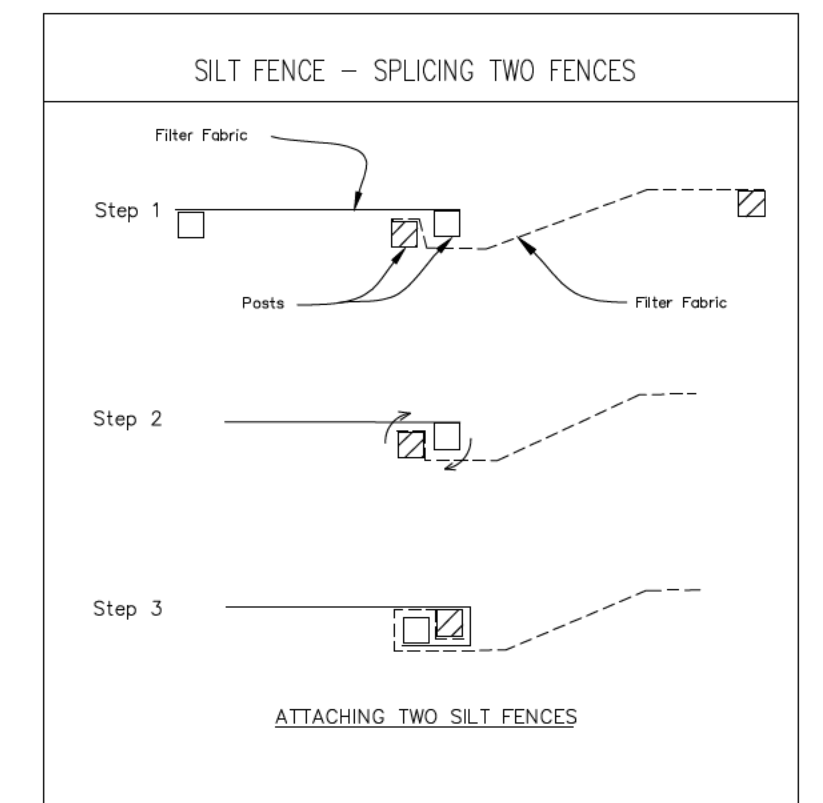 SILT FENCE – SPLICING TWO FENCES
Filter Fabric
Step 1
Posts
Filter Fabric
Step 2
Step 3
ATTACHING TWO SILT FENCES